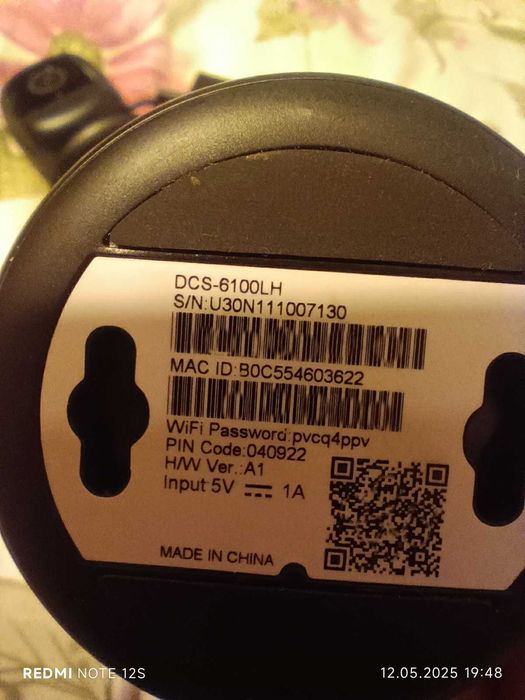 DCS-6100LH
S/N:U30N111007130
MAC ID:B0C554603622
WiFi Password:pvcq4ppv
PIN Code:040922
H/W Ver.:A1
Input:5V ⎓ 1A
MADE IN CHINA
REDMI NOTE 12S
12.05.2025 19:48